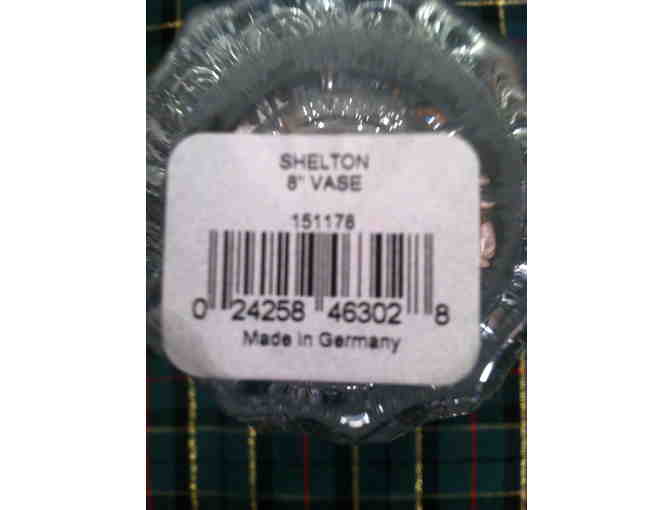 SHELTON
8" VASE
151178
0 24258 46302 8
Made in Germany